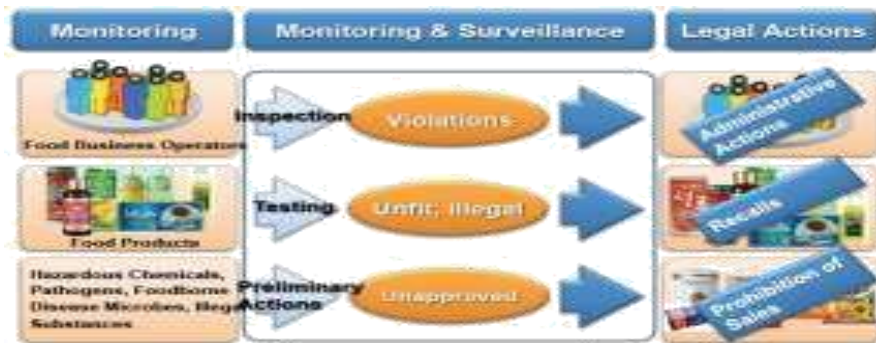 Monitoring
Monitoring & Surveillance
Legal Actions
Food Business Operators
Inspection
Violations
Administrative
Actions
Food Products
Testing
Unfit, Illegal
Recalls
Hazardous Chemicals,
Pathogens, Foodborne
Disease Microbes, Illegal
Substances
Preliminary
Actions
Unapproved
Prohibition of
Sales